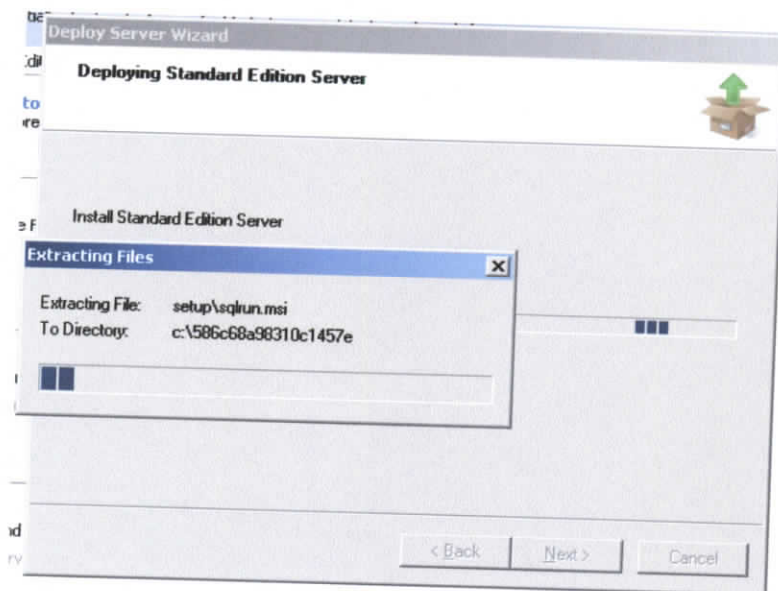 Deploy Server Wizard
Deploying Standard Edition Server
to
Install Standard Edition Server
Extracting Files
Extracting File: setup\sqlrun.msi
To Directory: c:\586c68a98310c1457e
< Back Next > Cancel